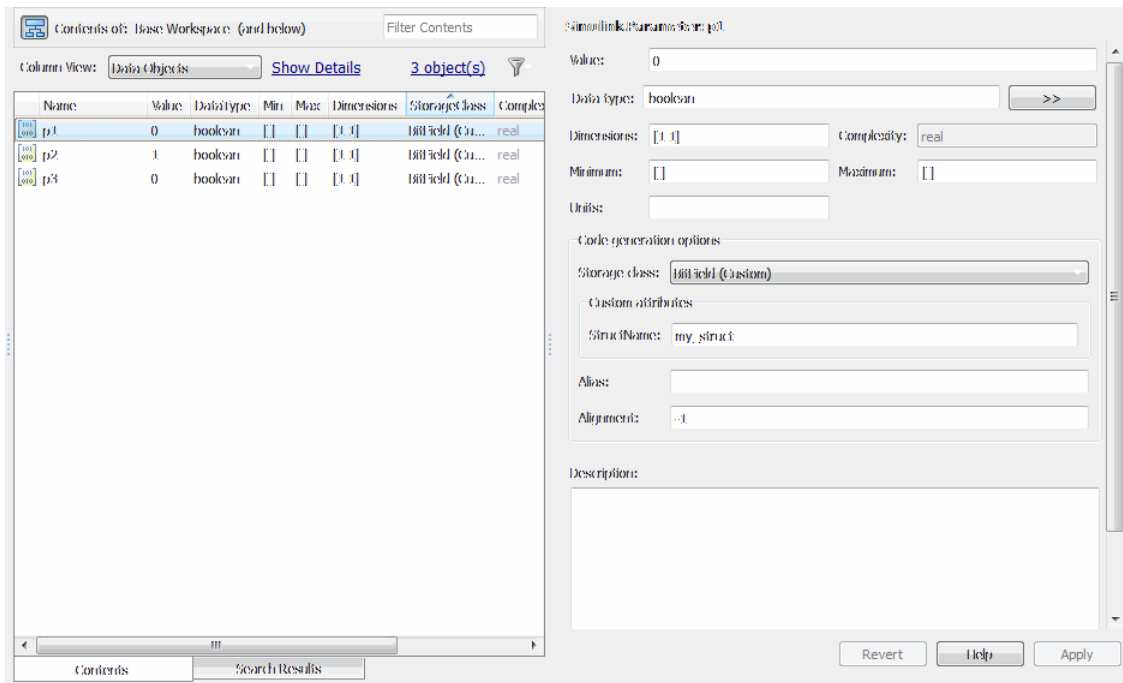 Contents of: Base Workspace (and below)
Filter Contents
Column View: Data Objects Show Details 3 object(s)
Name Value DataType Min Max Dimensions StorageClass Complex
p1 0 boolean [] [] [1 1] BitField (Cu... real
p2 1 boolean [] [] [1 1] BitField (Cu... real
p3 0 boolean [] [] [1 1] BitField (Cu... real
Contents Search Results
Simulink.Parameter: p1
Value: 0
Data type: boolean >>
Dimensions: [1 1] Complexity: real
Minimum: [] Maximum: []
Units:
Code generation options
Storage class: BitField (Custom)
Custom attributes
StructName: my_struct
Alias:
Alignment: -1
Description:
Revert Help Apply